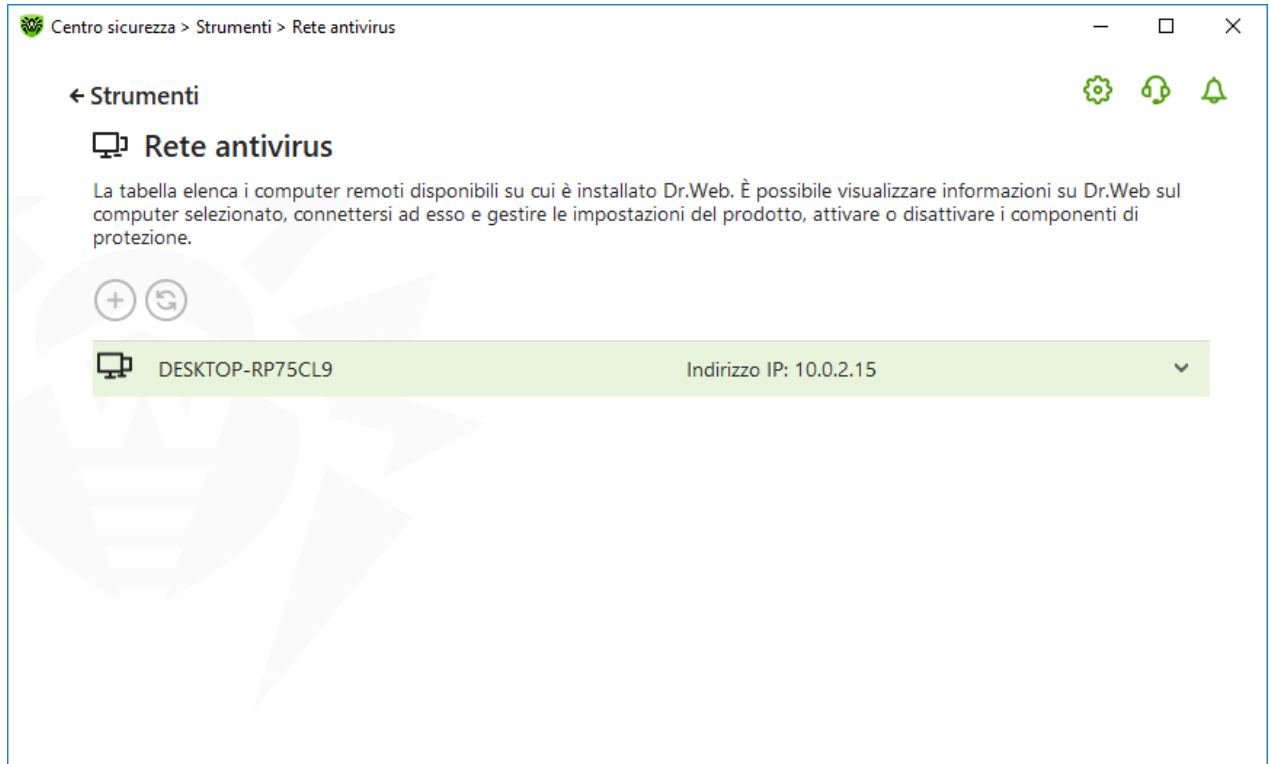 Centro sicurezza > Strumenti > Rete antivirus
Strumenti
Rete antivirus
La tabella elenca i computer remoti disponibili su cui è installato Dr.Web. È possibile visualizzare informazioni su Dr.Web sul
computer selezionato, connettersi ad esso e gestire le impostazioni del prodotto, attivare o disattivare i componenti di
protezione.
DESKTOP-RP75CL9 Indirizzo IP: 10.0.2.15